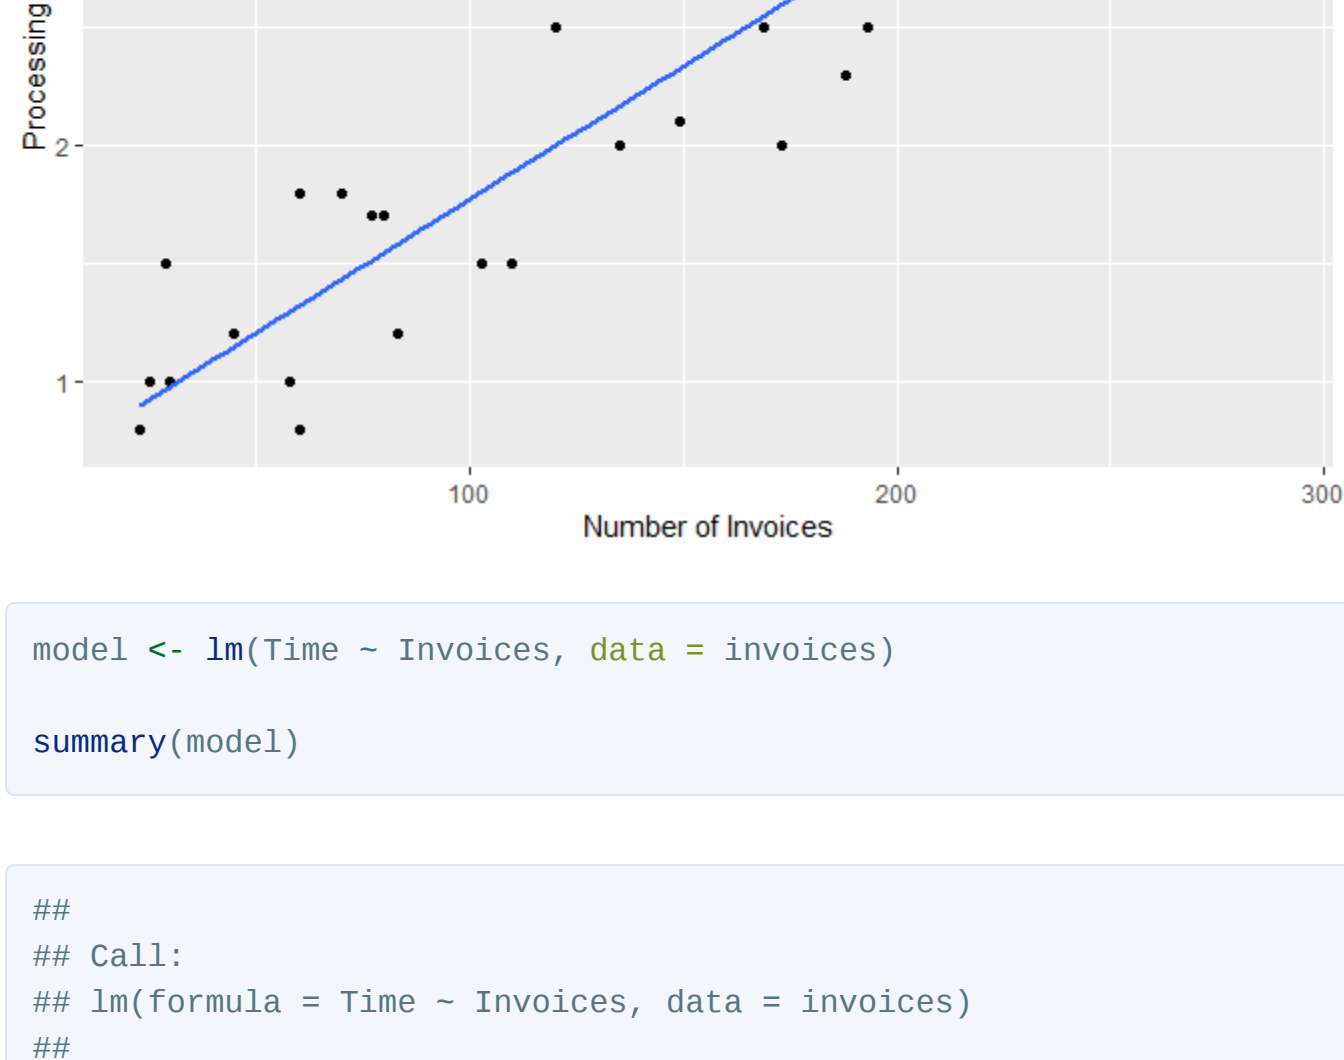 Processing
2
1
100 200 300
Number of Invoices
model <- lm(Time ~ Invoices, data = invoices)
summary(model)
##
## Call:
## lm(formula = Time ~ Invoices, data = invoices)
##